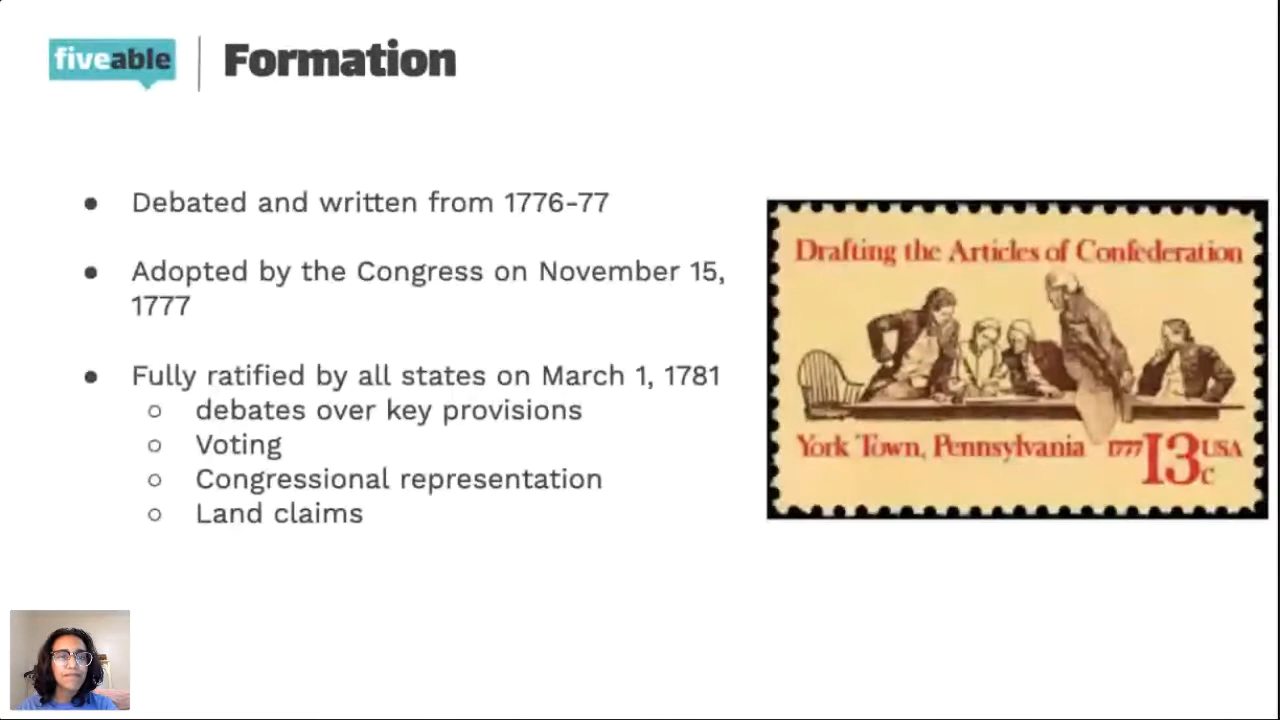 fiveable
Formation
● Debated and written from 1776-77
● Adopted by the Congress on November 15,
1777
● Fully ratified by all states on March 1, 1781
○ debates over key provisions
○ Voting
○ Congressional representation
○ Land claims
Drafting the Articles of Confederation
York Town, Pennsylvania 1777 13c USA